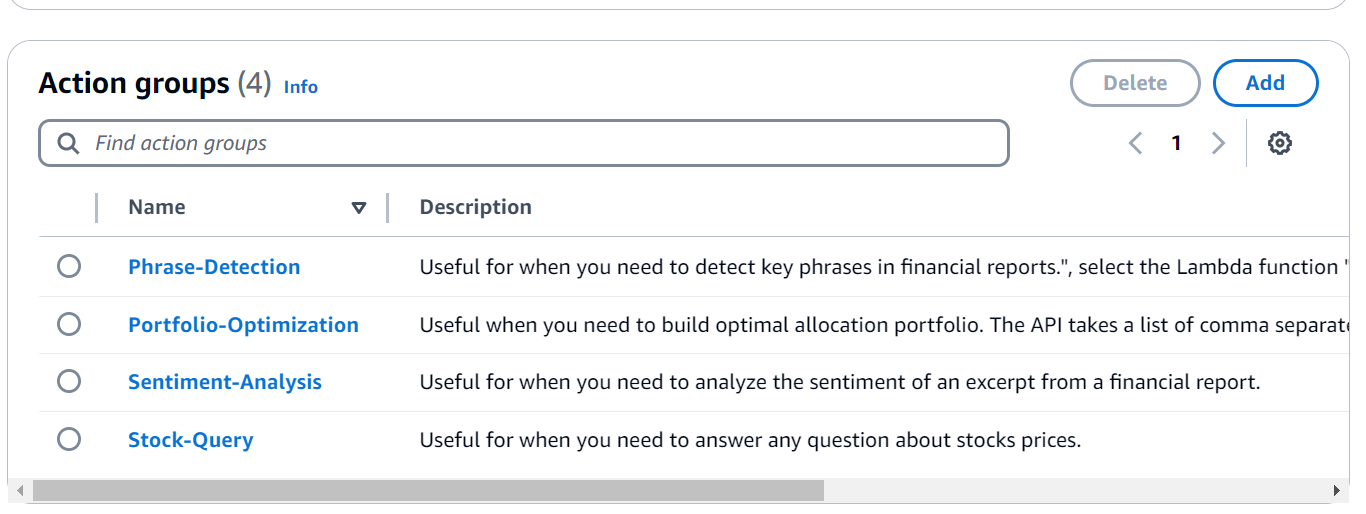 Action groups (4) Info
Delete
Add
Find action groups
1
Name
Description
Phrase-Detection
Useful for when you need to detect key phrases in financial reports.", select the Lambda function "
Portfolio-Optimization
Useful when you need to build optimal allocation portfolio. The API takes a list of comma separate
Sentiment-Analysis
Useful for when you need to analyze the sentiment of an excerpt from a financial report.
Stock-Query
Useful for when you need to answer any question about stocks prices.